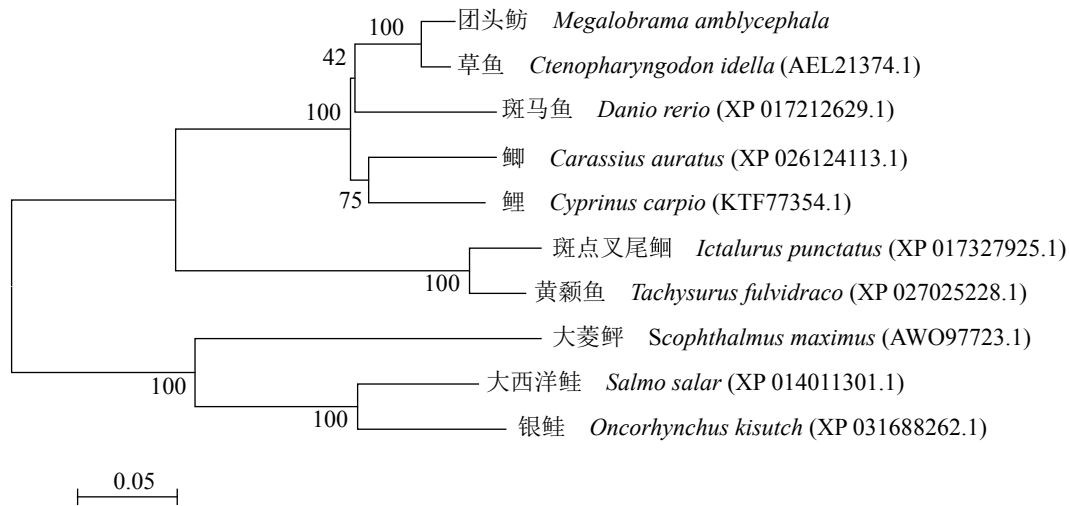 团头鲂 Megalobrama amblycephala
100
草鱼 Ctenopharyngodon idella (AEL21374.1)
42
斑马鱼 Danio rerio (XP 017212629.1)
100
鲫 Carassius auratus (XP 026124113.1)
75
鲤 Cyprinus carpio (KTF77354.1)
斑点叉尾鮰 Ictalurus punctatus (XP 017327925.1)
100
黄颡鱼 Tachysurus fulvidraco (XP 027025228.1)
大菱鲆 Scophthalmus maximus (AWO97723.1)
100
大西洋鲑 Salmo salar (XP 014011301.1)
100
银鲑 Oncorhynchus kisutch (XP 031688262.1)
0.05